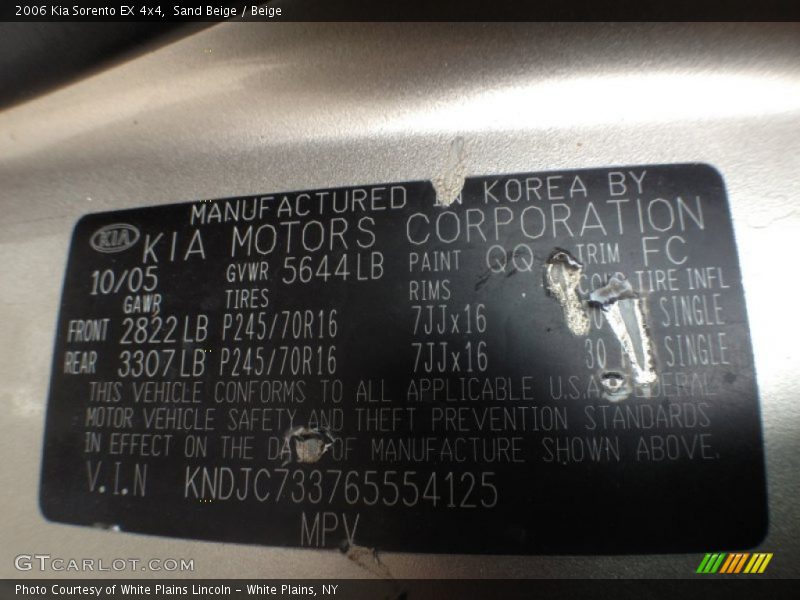 2006 Kia Sorento EX 4x4, Sand Beige / Beige
MANUFACTURED IN KOREA BY
KIA KIA MOTORS CORPORATION
10/05 GVWR 5644LB PAINT QQ TRIM FC
GAWR TIRES RIMS COLD TIRE INFL
FRONT 2822LB P245/70R16 7JJx16 SINGLE
REAR 3307LB P245/70R16 7JJx16 30 SINGLE
THIS VEHICLE CONFORMS TO ALL APPLICABLE U.S.A FEDERAL
MOTOR VEHICLE SAFETY AND THEFT PREVENTION STANDARDS
IN EFFECT ON THE DATE OF MANUFACTURE SHOWN ABOVE.
V.I.N KNDJC733765554125
MPV
GTCARLOT.COM
Photo Courtesy of White Plains Lincoln - White Plains, NY